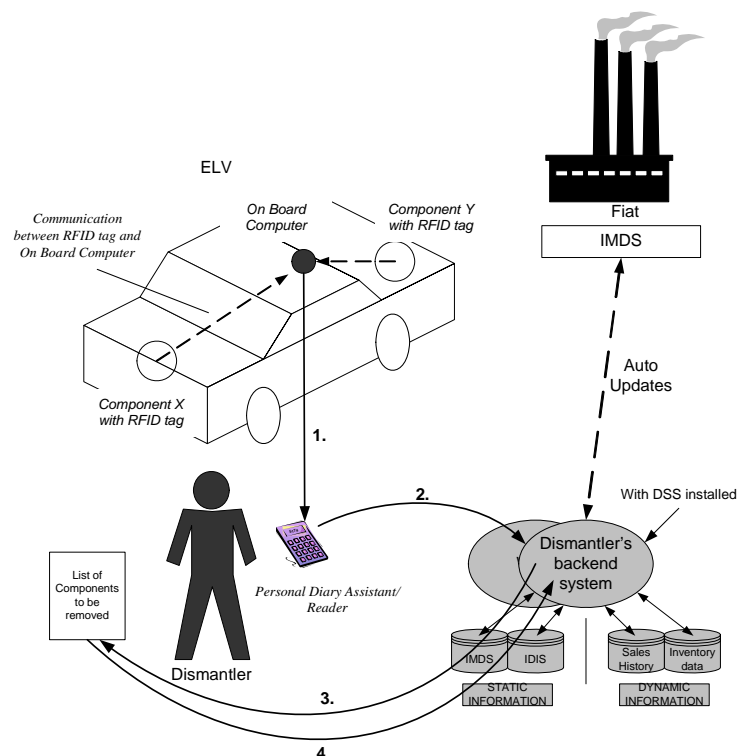 ELV
Fiat
IMDS
Communication
between RFID tag and
On Board Computer
On Board
Computer
Component Y
with RFID tag
Component X
with RFID tag
Auto
Updates
1.
2.
With DSS installed
Dismantler's
backend
system
List of
Components
to be
removed
Personal Diary Assistant/
Reader
Dismantler
IMDS
IDIS
Sales
History
Inventory
data
STATIC
INFORMATION
DYNAMIC
INFORMATION
3.
4.